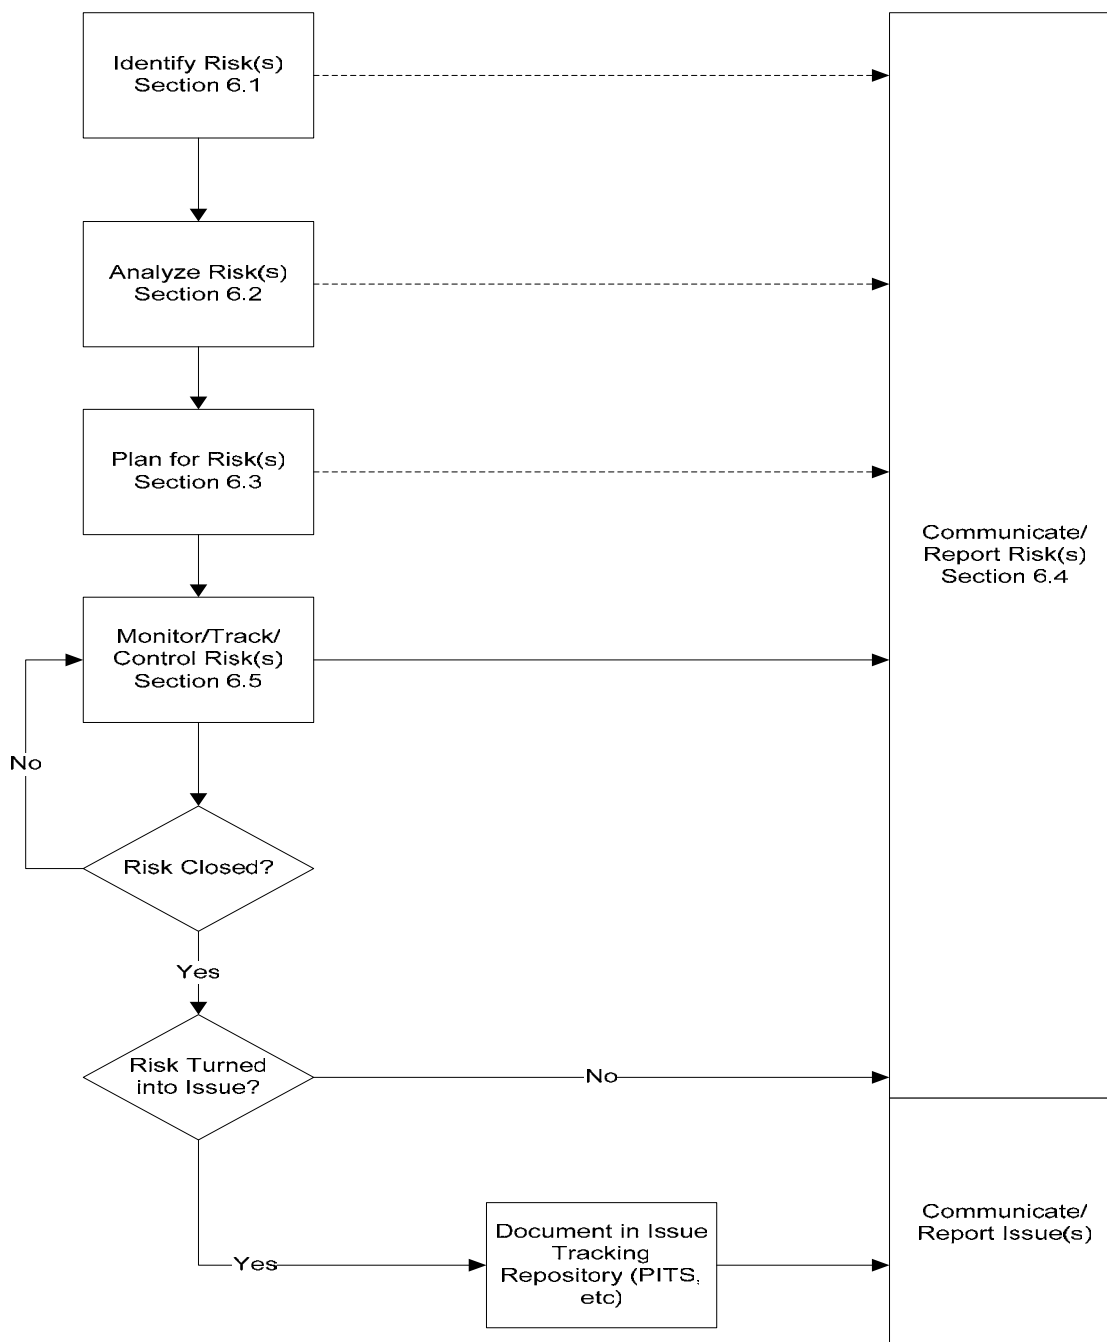 Identify Risk(s)
Section 6.1
Analyze Risk(s)
Section 6.2
Plan for Risk(s)
Section 6.3
Communicate/
Report Risk(s)
Section 6.4
Monitor/Track/
Control Risk(s)
Section 6.5
No
Risk Closed?
Yes
Risk Turned
into Issue?
No
Communicate/
Report Issue(s)
Yes
Document in Issue
Tracking
Repository (PITS,
etc)